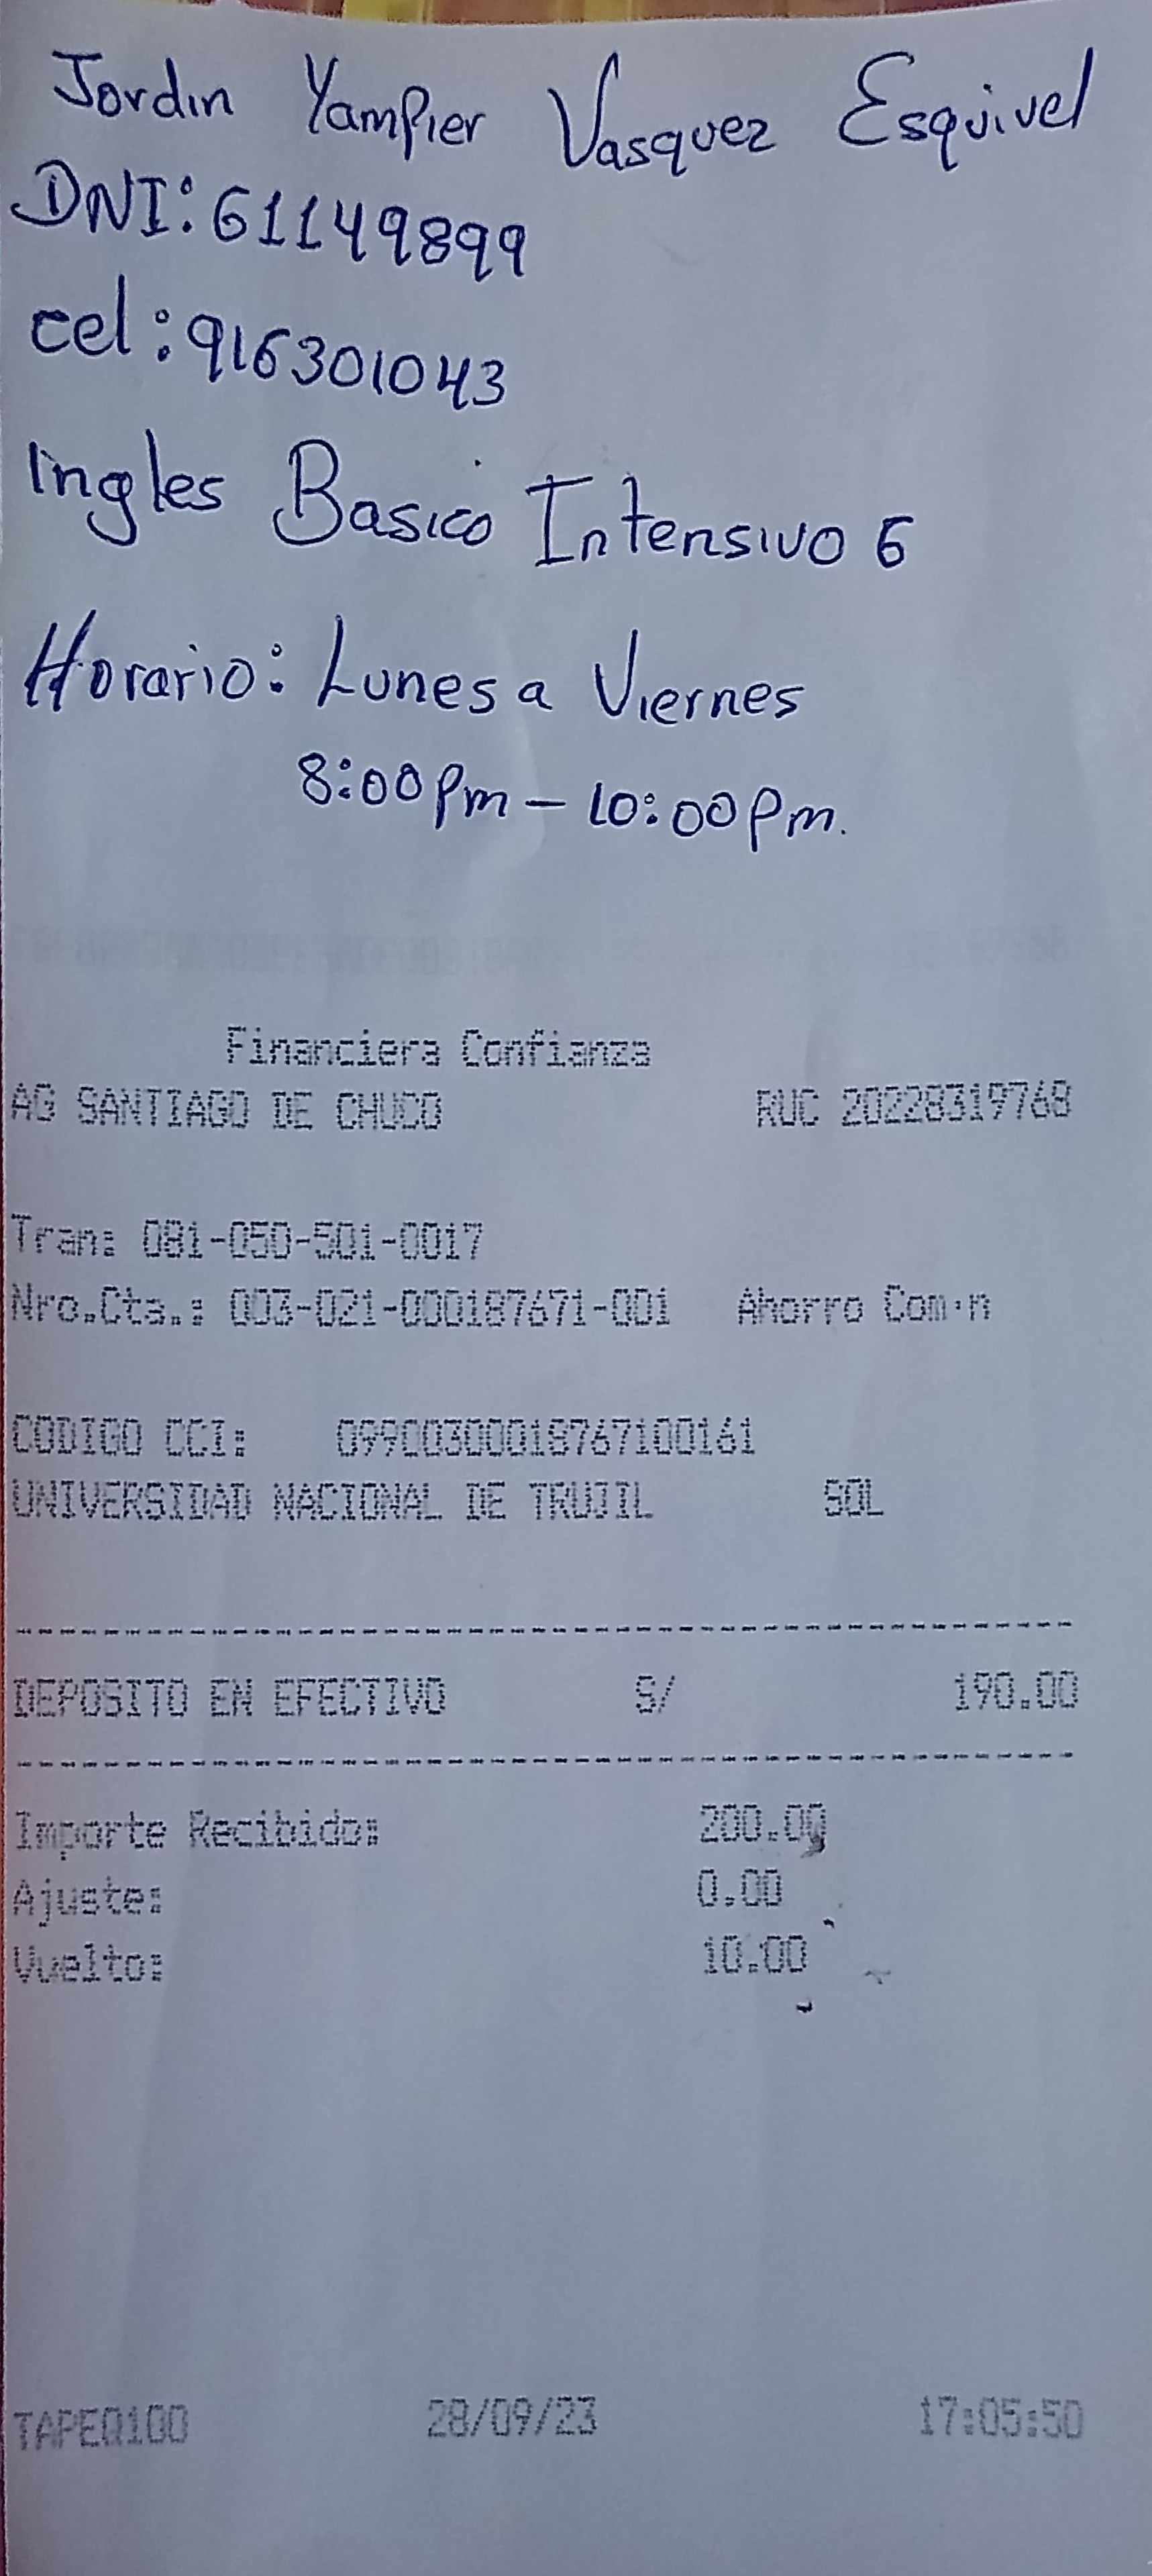 Jordin Yampier Vasquez Esquivel
DNI: 61149899
cel: 916301043
Ingles Basico Intensivo 6
Horario: Lunes a Viernes
8:00 Pm - 10:00 Pm.
Financiera Confianza
AG SANTIAGO DE CHUCO RUC 20228319768
Tran: 081-050-501-0017
Nro.Cta.: 003-021-000187671-001 Ahorro Com·n
CODIGO CCI: 09900300018767100161
UNIVERSIDAD NACIONAL DE TRUJIL SOL
DEPOSITO EN EFECTIVO S/ 190.00
Importe Recibido: 200.00
Ajuste: 0.00
Vuelto: 10.00
TAPEQ100 28/09/23 17:05:50